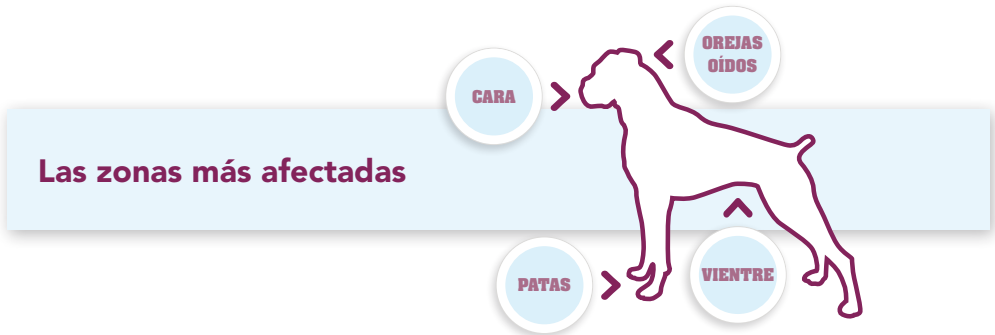 OREJAS
OÍDOS
CARA
Las zonas más afectadas
PATAS
VIENTRE